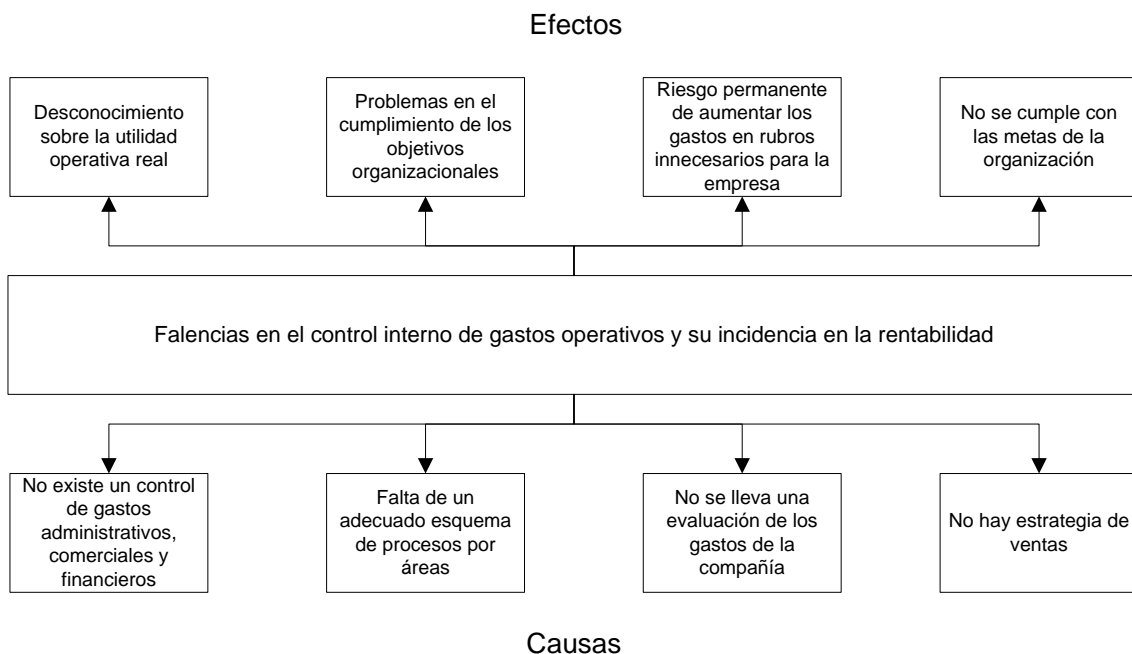 Efectos
Desconocimiento
sobre la utilidad
operativa real
Problemas en el
cumplimiento de los
objetivos
organizacionales
Riesgo permanente
de aumentar los
gastos en rubros
innecesarios para la
empresa
No se cumple con
las metas de la
organización
Falencias en el control interno de gastos operativos y su incidencia en la rentabilidad
No existe un control
de gastos
administrativos,
comerciales y
financieros
Falta de un
adecuado esquema
de procesos por
áreas
No se lleva una
evaluación de los
gastos de la
compañía
No hay estrategia de
ventas
Causas